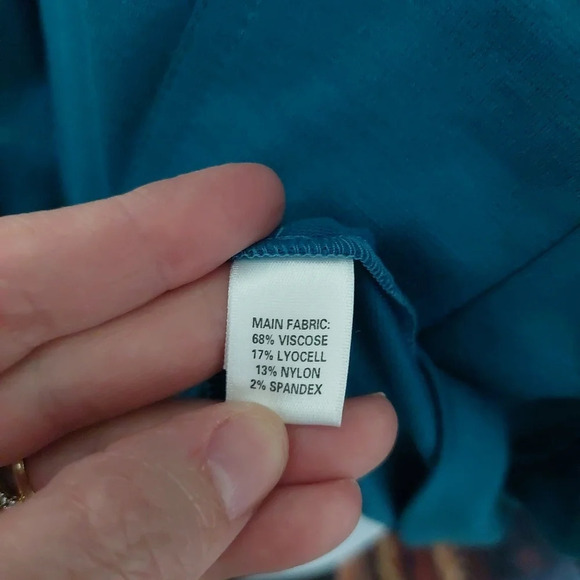 MAIN FABRIC:
68% VISCOSE
17% LYOCELL
13% NYLON
2% SPANDEX